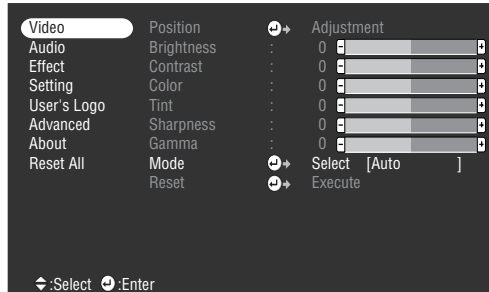 Video Position Adjustment
Audio Brightness : 0 - +
Effect Contrast : 0 - +
Setting Color : 0 - +
User's Logo Tint : 0 - +
Advanced Sharpness : 0 - +
About Gamma : 0 - +
Reset All Mode Select [Auto ]
Reset Execute
:Select :Enter